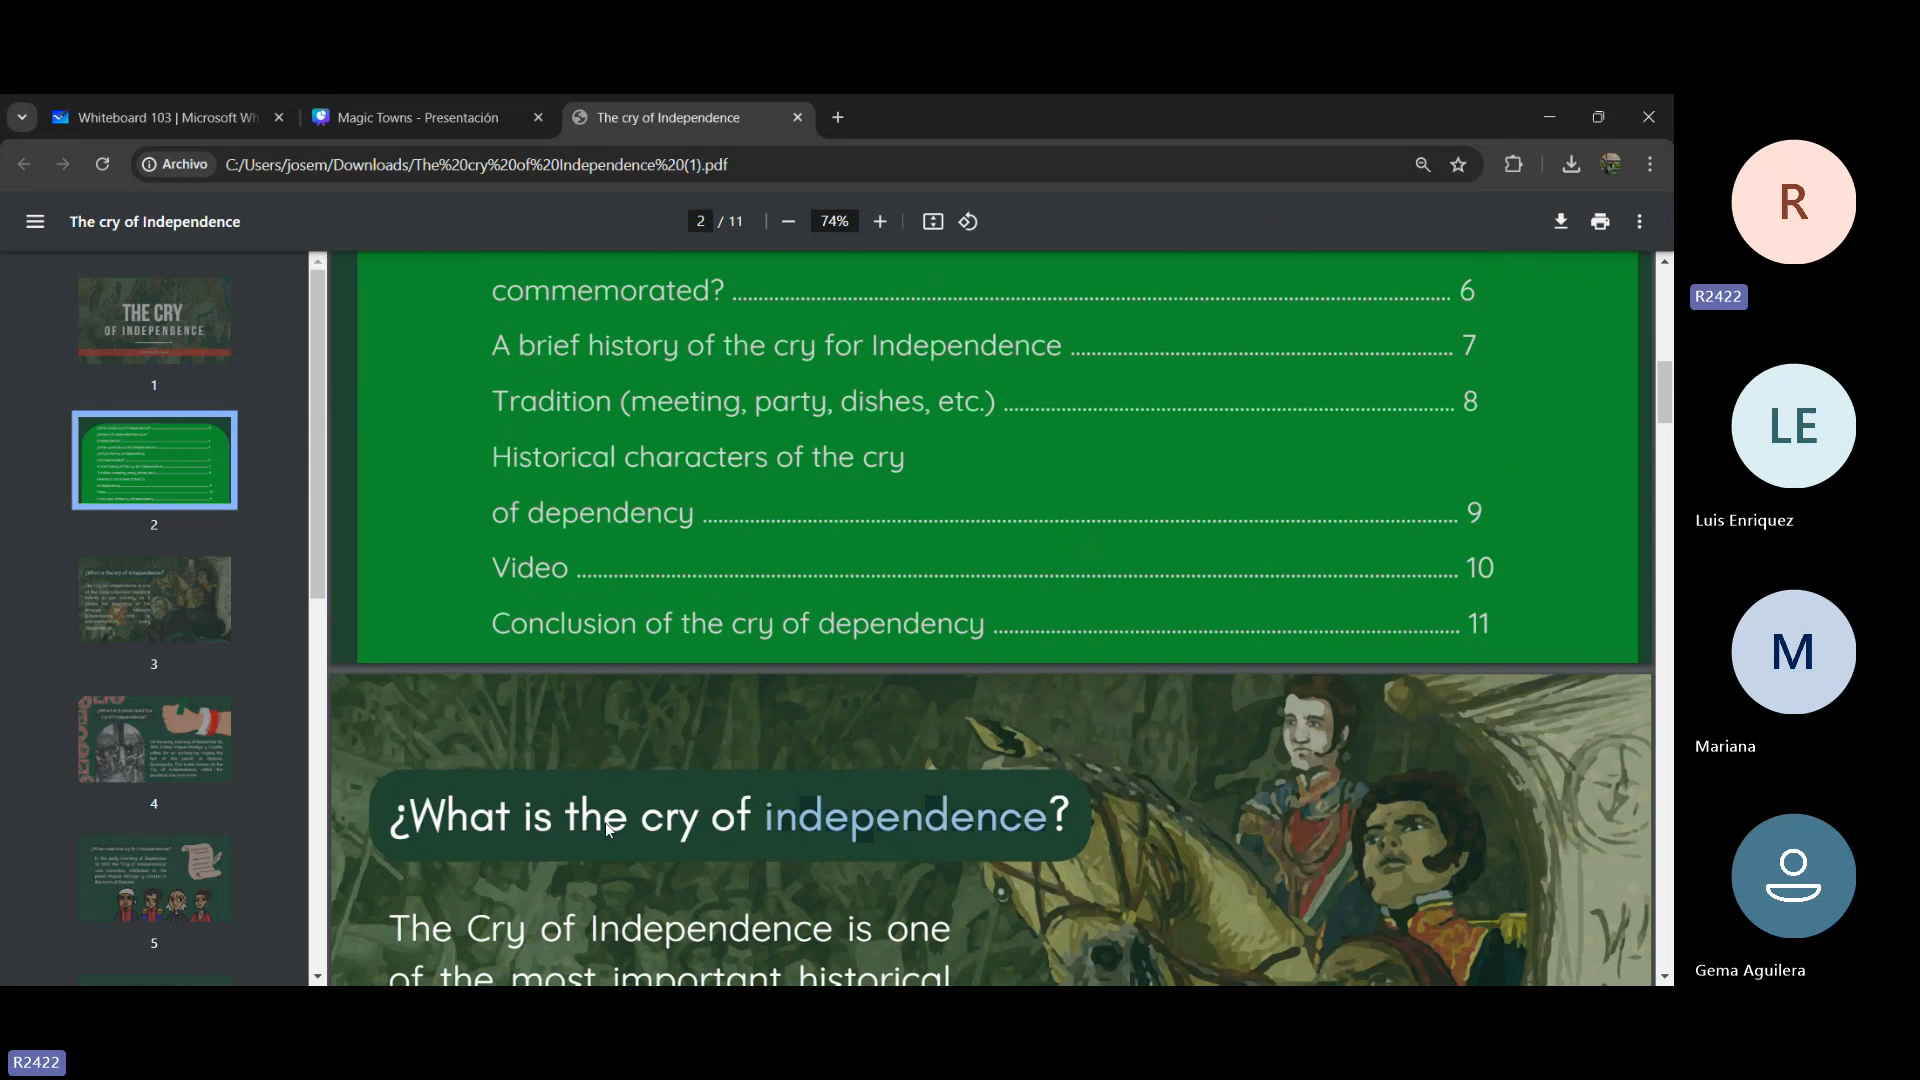 Whiteboard 103 | Microsoft Wh
Magic Towns - Presentación
The cry of Independence
Archivo
C:/Users/josem/Downloads/The%20cry%20of%20Independence%20(1).pdf
The cry of Independence
2 / 11
74%
THE CRY
OF INDEPENDENCE
1
2
3
4
5
commemorated? 6
A brief history of the cry for Independence 7
Tradition (meeting, party, dishes, etc.) 8
Historical characters of the cry
of dependency 9
Video 10
Conclusion of the cry of dependency 11
¿What is the cry of independence?
The Cry of Independence is one
of the most important historical
R
R2422
LE
Luis Enriquez
M
Mariana
Gema Aguilera
R2422